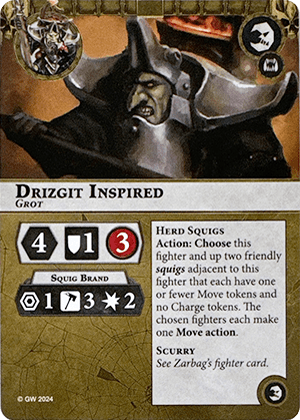 DRIZGIT INSPIRED
GROT
4 1 3
SQUIG BRAND
1 3 2
HERD SQUIGS
Action: Choose this
fighter and up two friendly
squigs adjacent to this
fighter that each have one
or fewer Move tokens and
no Charge tokens. The
chosen fighters each make
one Move action.
SCURRY
See Zarbag's fighter card.
© GW 2024